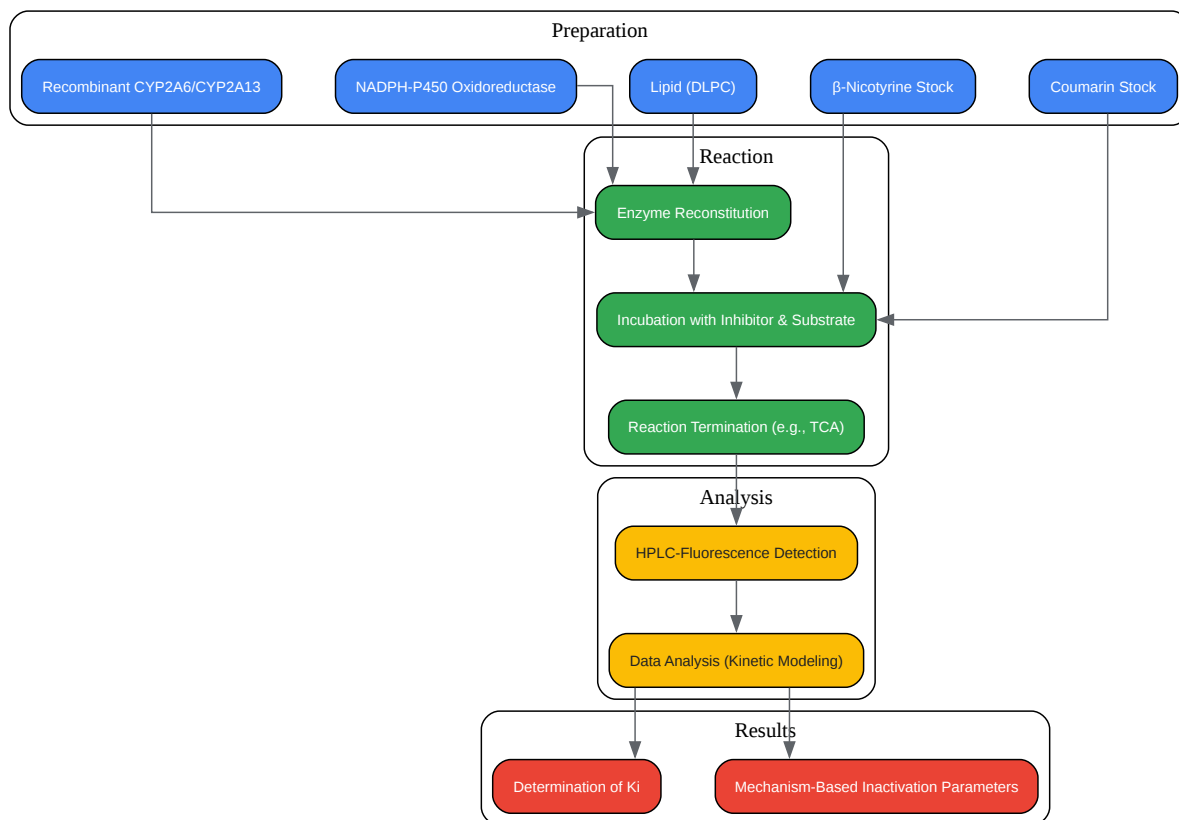 Preparation
Recombinant CYP2A6/CYP2A13
NADPH-P450 Oxidoreductase
Lipid (DLPC)
β-Nicotyrine Stock
Coumarin Stock
Reaction
Enzyme Reconstitution
Incubation with Inhibitor & Substrate
Reaction Termination (e.g., TCA)
Analysis
HPLC-Fluorescence Detection
Data Analysis (Kinetic Modeling)
Results
Determination of Ki
Mechanism-Based Inactivation Parameters